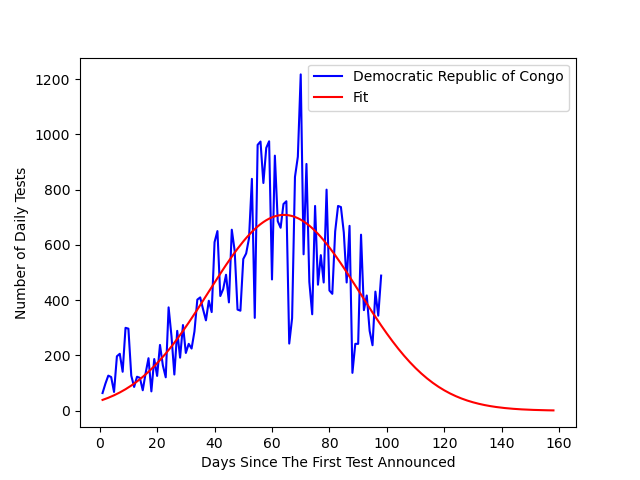 Democratic Republic of Congo
Fit
1200
1000
800
600
400
200
0
Number of Daily Tests
0 20 40 60 80 100 120 140 160
Days Since The First Test Announced